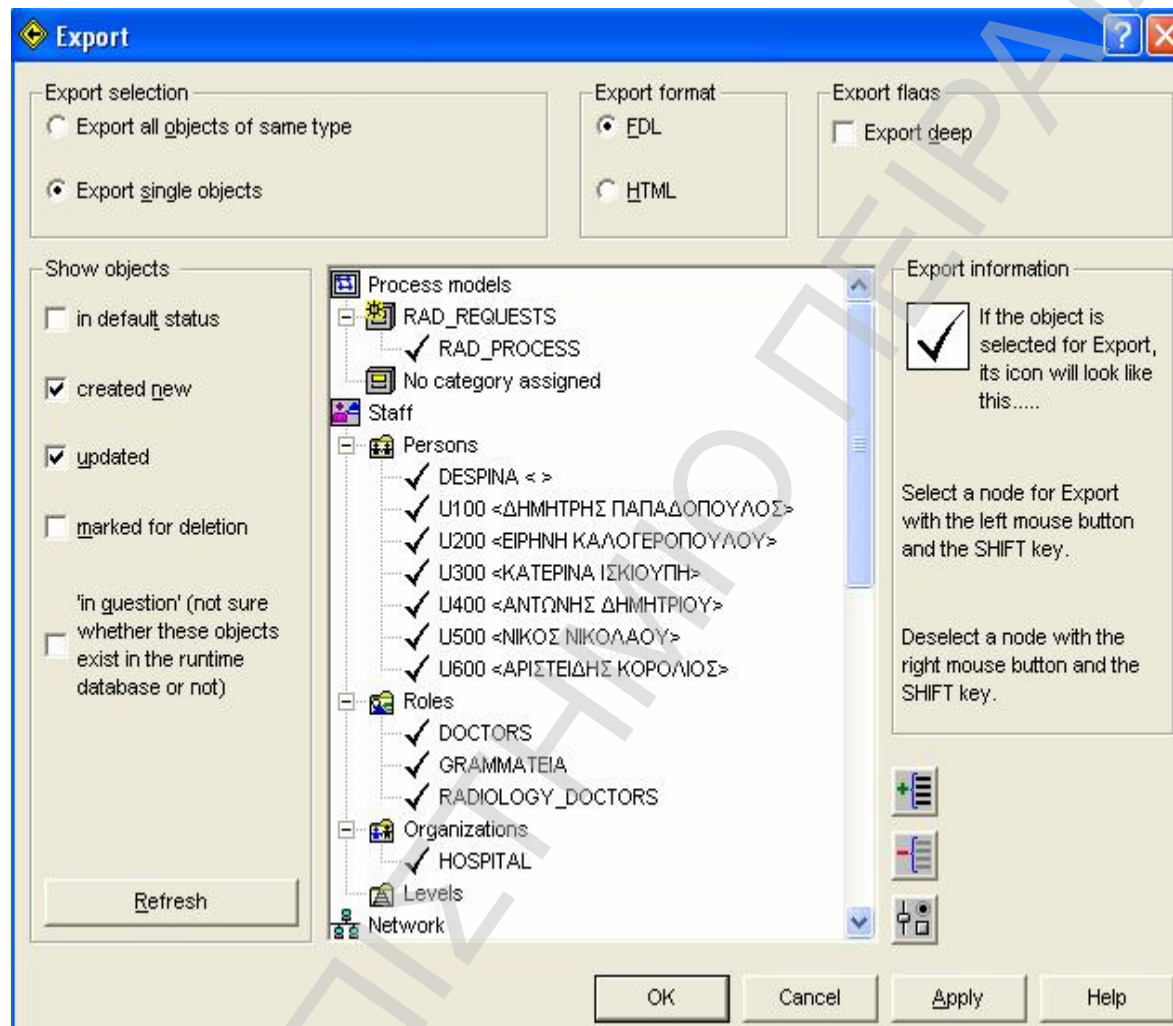 Export
Export selection
Export all objects of same type
Export single objects
Export format
FDL
HTML
Export flags
Export deep
Show objects
in default status
created new
updated
marked for deletion
'in question' (not sure
whether these objects
exist in the runtime
database or not)
Refresh
Process models
RAD_REQUESTS
RAD_PROCESS
No category assigned
Staff
Persons
DESPINA < >
U100 <ΔΗΜΗΤΡΗΣ ΠΑΠΑΔΟΠΟΥΛΟΣ>
U200 <ΕΙΡΗΝΗ ΚΑΛΟΓΕΡΟΠΟΥΛΟΥ>
U300 <ΚΑΤΕΡΙΝΑ ΙΣΚΙΟΥΠΗ>
U400 <ΑΝΤΩΝΗΣ ΔΗΜΗΤΡΙΟΥ>
U500 <ΝΙΚΟΣ ΝΙΚΟΛΑΟΥ>
U600 <ΑΡΙΣΤΕΙΔΗΣ ΚΟΡΟΛΙΟΣ>
Roles
DOCTORS
GRAMMATEIA
RADIOLOGY_DOCTORS
Organizations
HOSPITAL
Levels
Network
Export information
If the object is
selected for Export,
its icon will look like
this.....
Select a node for Export
with the left mouse button
and the SHIFT key.
Deselect a node with the
right mouse button and the
SHIFT key.
OK
Cancel
Apply
Help